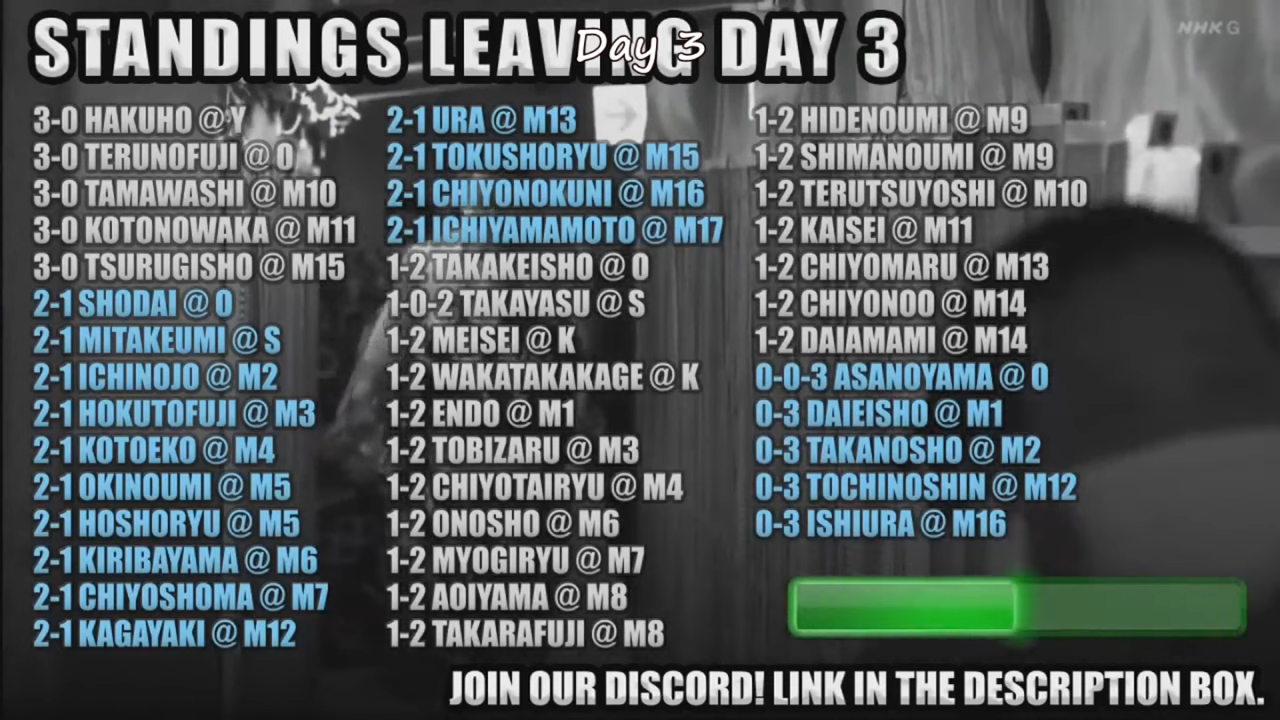 STANDINGS LEAVING DAY 3
Day 3
NHK G
3-0 HAKUHO @ Y
3-0 TERUNOFUJI @ O
3-0 TAMAWASHI @ M10
3-0 KOTONOWAKA @ M11
3-0 TSURUGISHO @ M15
2-1 SHODAI @ O
2-1 MITAKEUMI @ S
2-1 ICHINOJO @ M2
2-1 HOKUTOFUJI @ M3
2-1 KOTOEKO @ M4
2-1 OKINOUMI @ M5
2-1 HOSHORYU @ M5
2-1 KIRIBAYAMA @ M6
2-1 CHIYOSHOMA @ M7
2-1 KAGAYAKI @ M12
2-1 URA @ M13
2-1 TOKUSHORYU @ M15
2-1 CHIYONOKUNI @ M16
2-1 ICHIYAMAMOTO @ M17
1-2 TAKAKEISHO @ O
1-0-2 TAKAYASU @ S
1-2 MEISEI @ K
1-2 WAKATAKAKAGE @ K
1-2 ENDO @ M1
1-2 TOBIZARU @ M3
1-2 CHIYOTAIRYU @ M4
1-2 ONOSHO @ M6
1-2 MYOGIRYU @ M7
1-2 AOIYAMA @ M8
1-2 TAKARAFUJI @ M8
1-2 HIDENOUMI @ M9
1-2 SHIMANOUMI @ M9
1-2 TERUTSUYOSHI @ M10
1-2 KAISEI @ M11
1-2 CHIYOMARU @ M13
1-2 CHIYONOO @ M14
1-2 DAIAMAMI @ M14
0-0-3 ASANOYAMA @ O
0-3 DAIEISHO @ M1
0-3 TAKANOSHO @ M2
0-3 TOCHINOSHIN @ M12
0-3 ISHIURA @ M16
JOIN OUR DISCORD! LINK IN THE DESCRIPTION BOX.